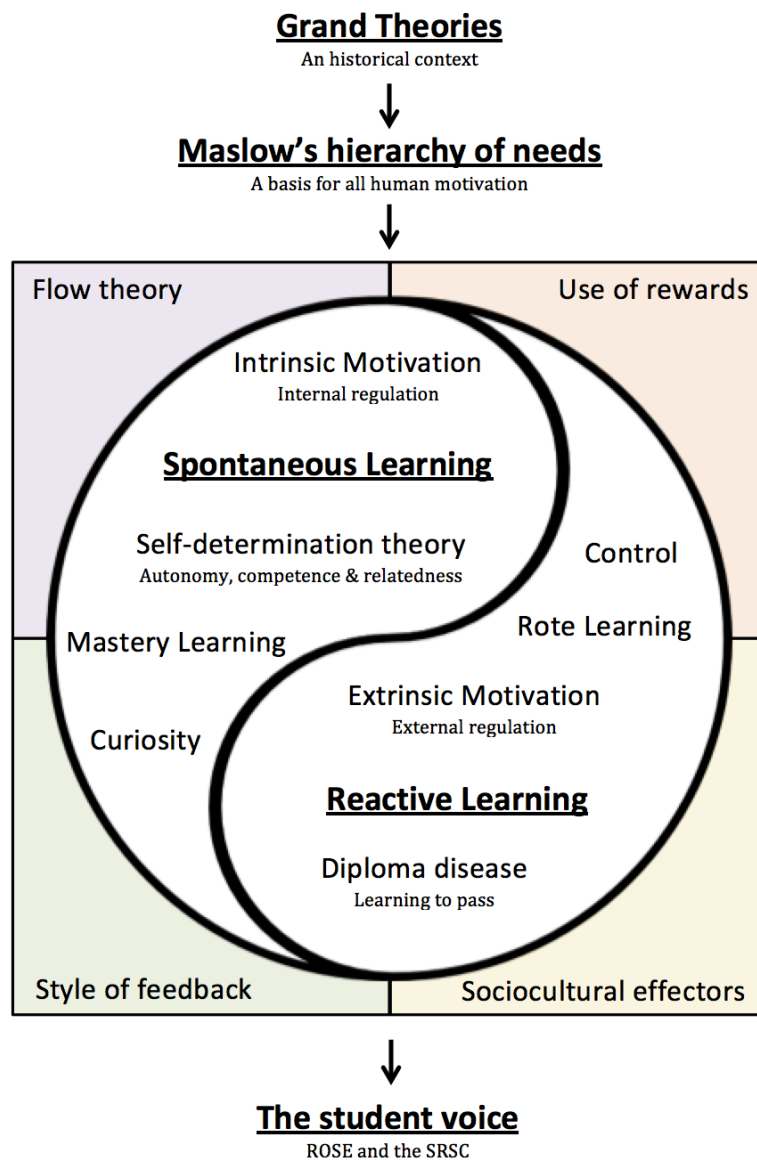 Grand Theories
An historical context
Maslow’s hierarchy of needs
A basis for all human motivation
Flow theory
Use of rewards
Intrinsic Motivation
Internal regulation
Spontaneous Learning
Self-determination theory
Autonomy, competence & relatedness
Control
Rote Learning
Mastery Learning
Extrinsic Motivation
External regulation
Curiosity
Reactive Learning
Diploma disease
Learning to pass
Style of feedback
Sociocultural effectors
The student voice
ROSE and the SRSC